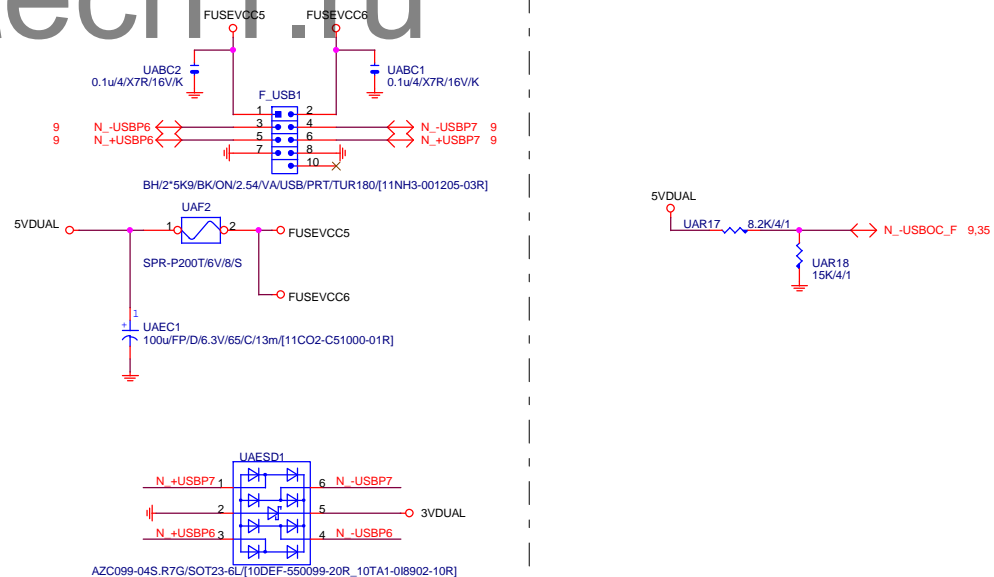 FUSEVCC5 FUSEVCC6
UABC2
0.1u/4/X7R/16V/K
UABC1
0.1u/4/X7R/16V/K
F_USB1
1 2
9 N_-USBP6 3 4 N_-USBP7 9
9 N_+USBP6 5 6 N_+USBP7 9
7 8
10
BH/2*5K9/BK/ON/2.54/VA/USB/PRT/TUR180/[11NH3-001205-03R]
UAF2
5VDUAL 1 2 FUSEVCC5
SPR-P200T/6V/8/S
FUSEVCC6
1
+
UAEC1
100u/FP/D/6.3V/65/C/13m/[11CO2-C51000-01R]
5VDUAL
UAR17 8.2K/4/1
N_-USBOC_F 9,35
UAR18
15K/4/1
UAESD1
N_+USBP7 1 6 N_-USBP7
2 5 3VDUAL
N_+USBP6 3 4 N_-USBP6
AZC099-04S.R7G/SOT23-6L/[10DEF-550099-20R_10TA1-0I8902-10R]